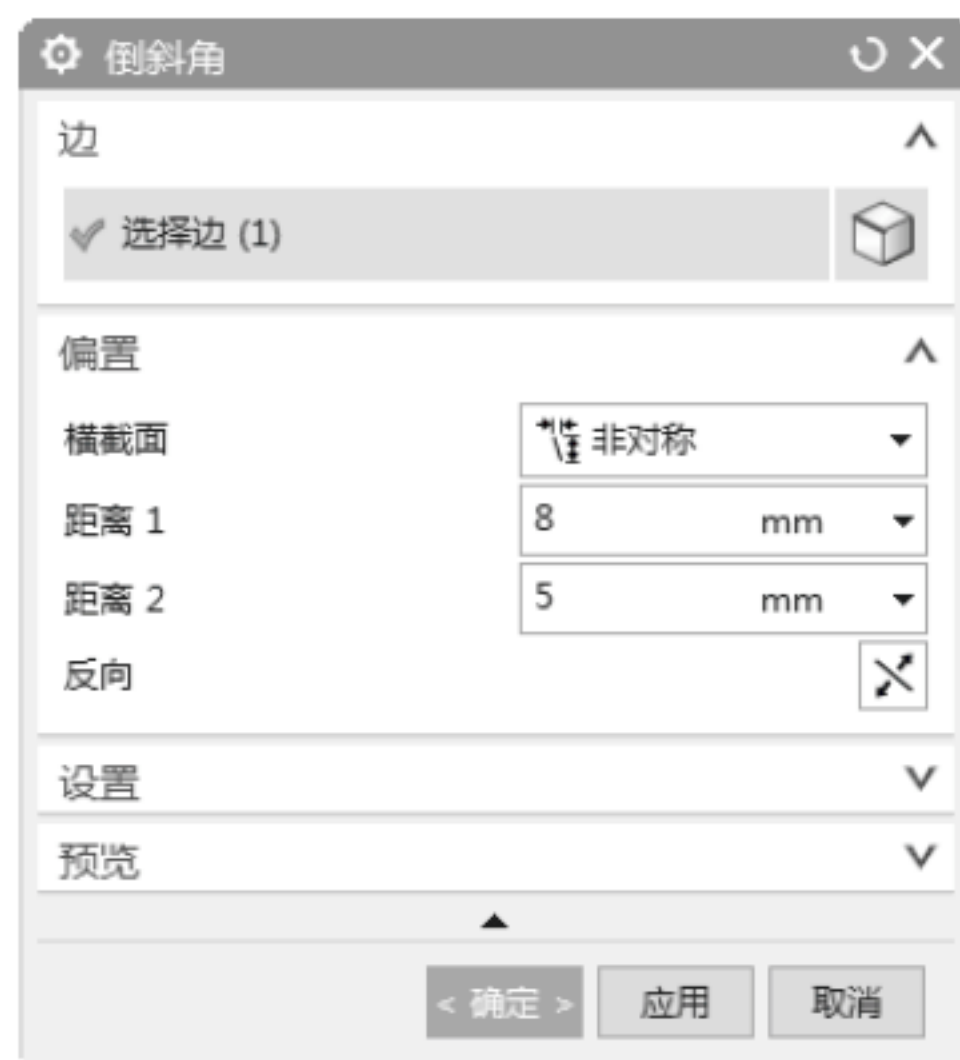 倒斜角
边
选择边 (1)
偏置
横截面 非对称
距离 1 8 mm
距离 2 5 mm
反向
设置
预览
< 确定 > 应用 取消